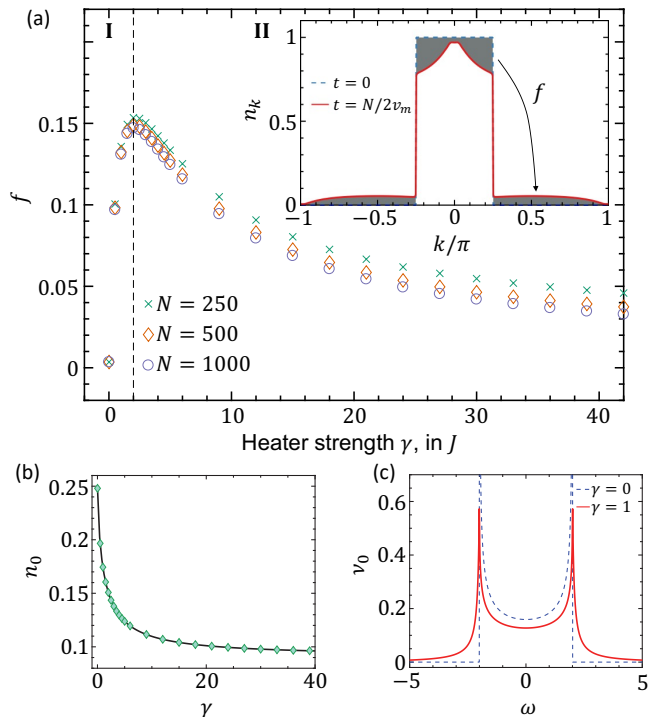 (a)
I
II
0.15
0.1
0.05
0
f
N = 250
N = 500
N = 1000
0 10 20 30 40
Heater strength γ, in J
1
0.5
0
n_k
t = 0
t = N/2v_m
f
−1 −0.5 0 0.5 1
k/π
(b)
0.25
0.2
0.15
0.1
n_0
0 20 40
γ
(c)
0.6
0.4
0.2
0
ν_0
γ = 0
γ = 1
−5 0 5
ω